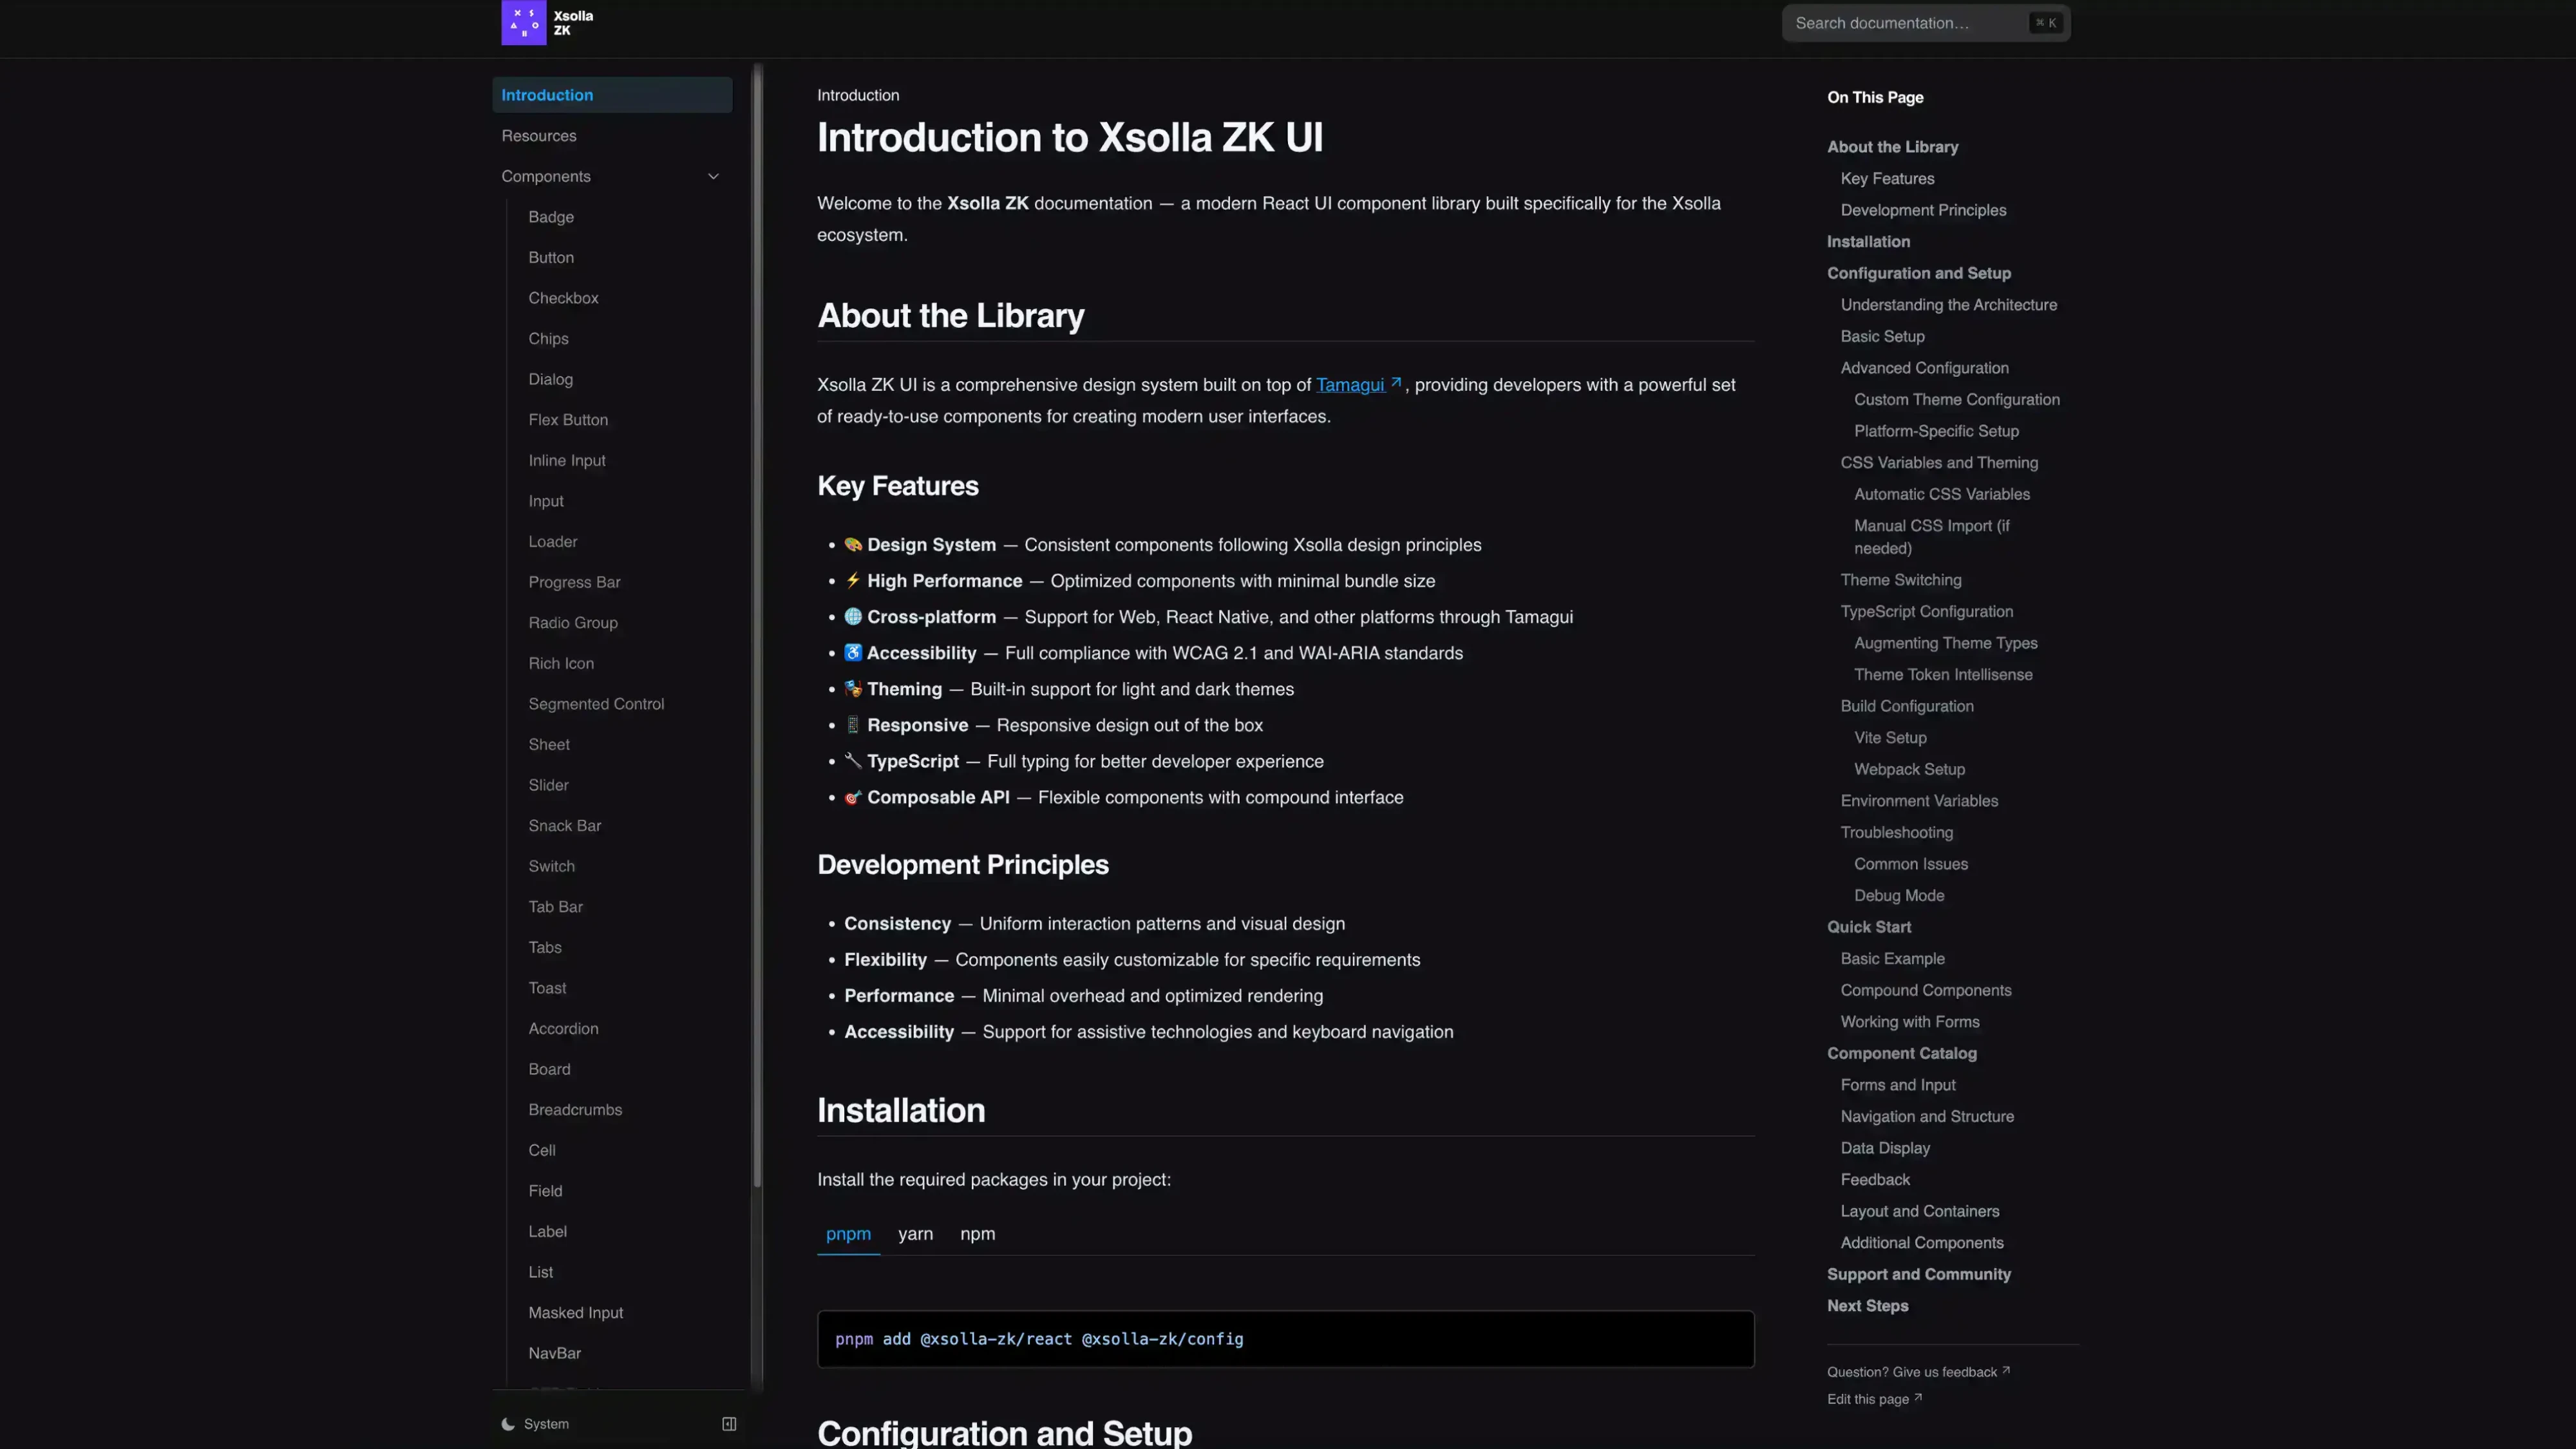 Xsolla
ZK
Search documentation…
⌘ K
Introduction
Resources
Components
Badge
Button
Checkbox
Chips
Dialog
Flex Button
Inline Input
Input
Loader
Progress Bar
Radio Group
Rich Icon
Segmented Control
Sheet
Slider
Snack Bar
Switch
Tab Bar
Tabs
Toast
Accordion
Board
Breadcrumbs
Cell
Field
Label
List
Masked Input
NavBar
System
Introduction
Introduction to Xsolla ZK UI
Welcome to the Xsolla ZK documentation — a modern React UI component library built specifically for the Xsolla
ecosystem.
About the Library
Xsolla ZK UI is a comprehensive design system built on top of Tamagui ↗, providing developers with a powerful set
of ready-to-use components for creating modern user interfaces.
Key Features
• 🎨 Design System — Consistent components following Xsolla design principles
• ⚡ High Performance — Optimized components with minimal bundle size
• 🌐 Cross-platform — Support for Web, React Native, and other platforms through Tamagui
• ♿ Accessibility — Full compliance with WCAG 2.1 and WAI-ARIA standards
• 🎭 Theming — Built-in support for light and dark themes
• 📱 Responsive — Responsive design out of the box
• 🔧 TypeScript — Full typing for better developer experience
• 🎯 Composable API — Flexible components with compound interface
Development Principles
• Consistency — Uniform interaction patterns and visual design
• Flexibility — Components easily customizable for specific requirements
• Performance — Minimal overhead and optimized rendering
• Accessibility — Support for assistive technologies and keyboard navigation
Installation
Install the required packages in your project:
pnpm yarn npm
pnpm add @xsolla-zk/react @xsolla-zk/config
Configuration and Setup
On This Page
About the Library
Key Features
Development Principles
Installation
Configuration and Setup
Understanding the Architecture
Basic Setup
Advanced Configuration
Custom Theme Configuration
Platform-Specific Setup
CSS Variables and Theming
Automatic CSS Variables
Manual CSS Import (if
needed)
Theme Switching
TypeScript Configuration
Augmenting Theme Types
Theme Token Intellisense
Build Configuration
Vite Setup
Webpack Setup
Environment Variables
Troubleshooting
Common Issues
Debug Mode
Quick Start
Basic Example
Compound Components
Working with Forms
Component Catalog
Forms and Input
Navigation and Structure
Data Display
Feedback
Layout and Containers
Additional Components
Support and Community
Next Steps
Question? Give us feedback ↗
Edit this page ↗